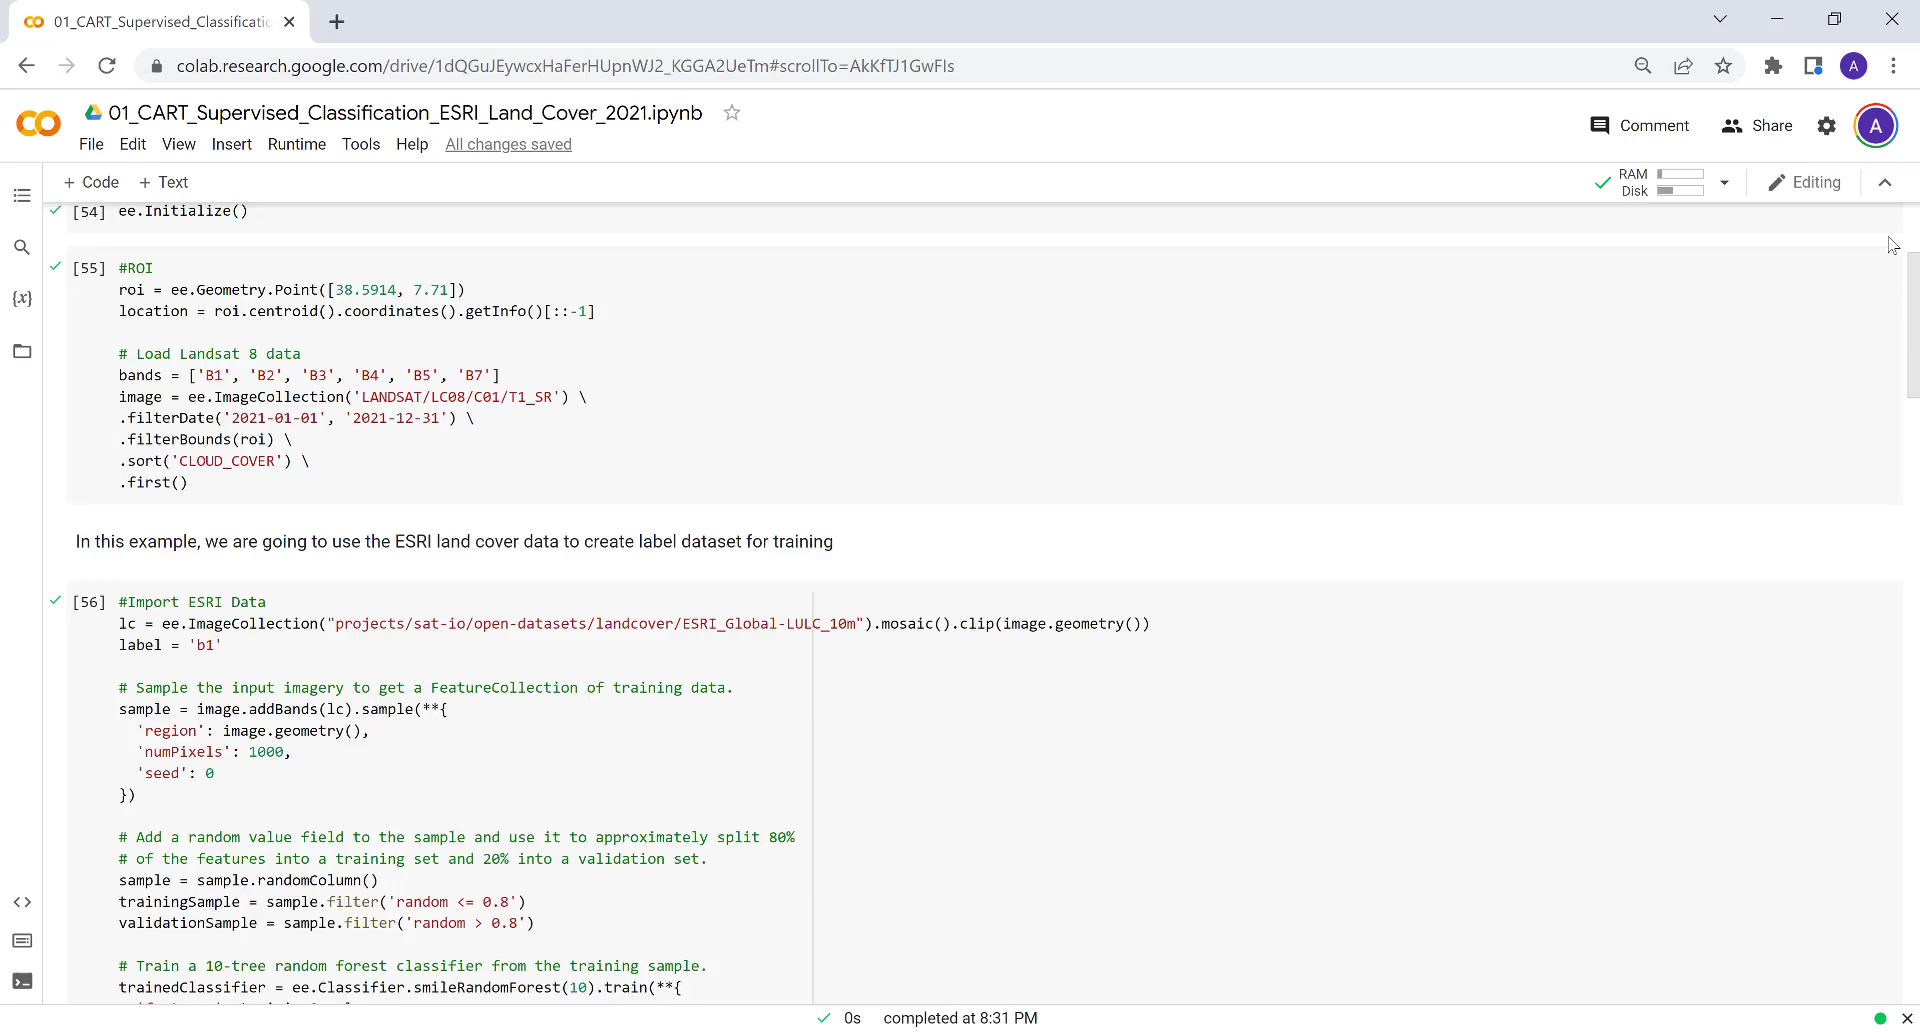 01_CART_Supervised_Classificatic
colab.research.google.com/drive/1dQGuJEywcxHaFerHUpnWJ2_KGGA2UeTm#scrollTo=AkKfTJ1GwFIs
A
01_CART_Supervised_Classification_ESRI_Land_Cover_2021.ipynb
File Edit View Insert Runtime Tools Help All changes saved
Comment Share A
+ Code + Text
RAM
Disk
Editing
[54] ee.Initialize()
[55] #ROI
roi = ee.Geometry.Point([38.5914, 7.71])
location = roi.centroid().coordinates().getInfo()[::-1]
# Load Landsat 8 data
bands = ['B1', 'B2', 'B3', 'B4', 'B5', 'B7']
image = ee.ImageCollection('LANDSAT/LC08/C01/T1_SR') \
.filterDate('2021-01-01', '2021-12-31') \
.filterBounds(roi) \
.sort('CLOUD_COVER') \
.first()
In this example, we are going to use the ESRI land cover data to create label dataset for training
[56] #Import ESRI Data
lc = ee.ImageCollection("projects/sat-io/open-datasets/landcover/ESRI_Global-LULC_10m").mosaic().clip(image.geometry())
label = 'b1'
# Sample the input imagery to get a FeatureCollection of training data.
sample = image.addBands(lc).sample(**{
'region': image.geometry(),
'numPixels': 1000,
'seed': 0
})
# Add a random value field to the sample and use it to approximately split 80%
# of the features into a training set and 20% into a validation set.
sample = sample.randomColumn()
trainingSample = sample.filter('random <= 0.8')
validationSample = sample.filter('random > 0.8')
# Train a 10-tree random forest classifier from the training sample.
trainedClassifier = ee.Classifier.smileRandomForest(10).train(**{
0s completed at 8:31 PM